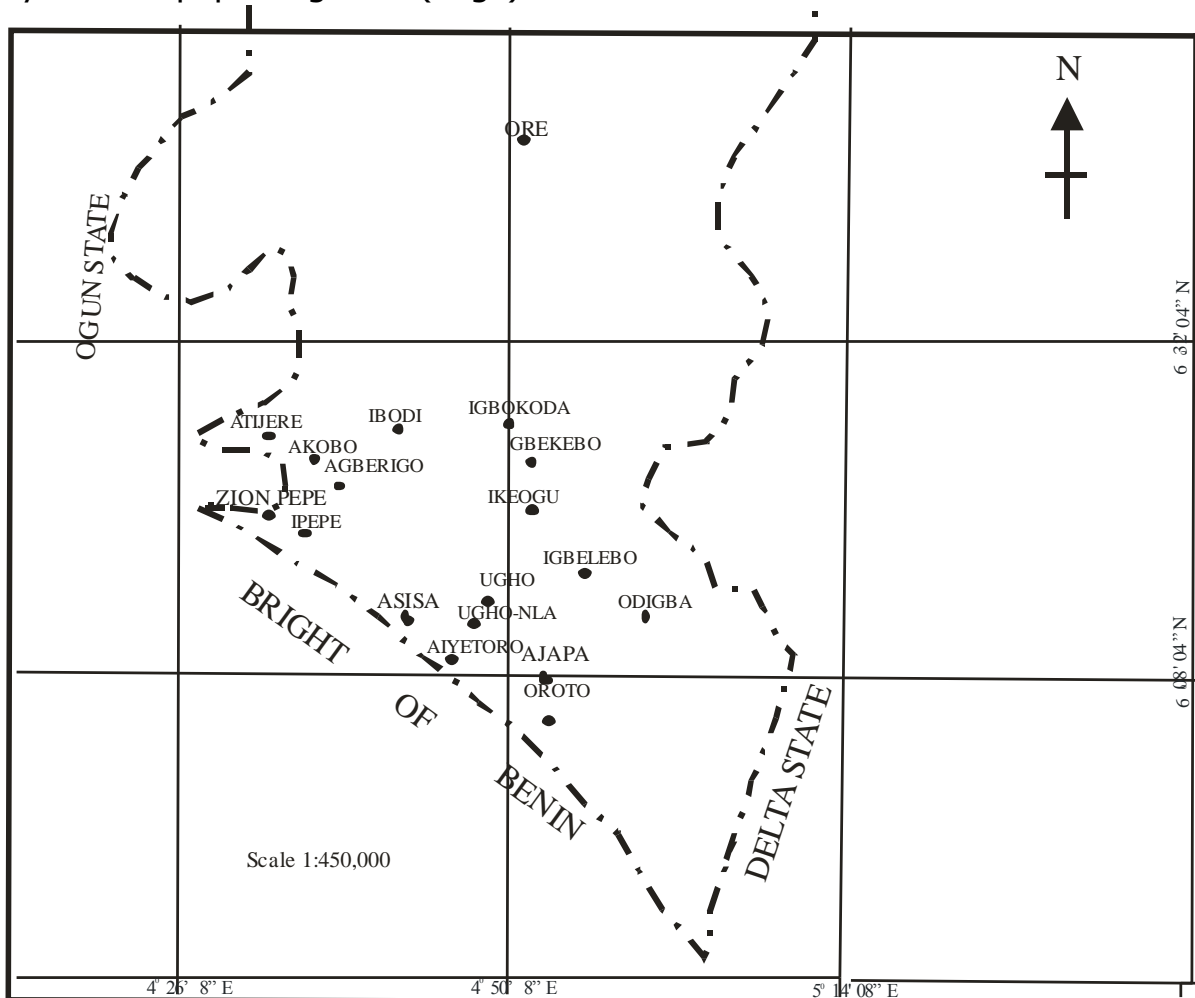 N
ORE
OGUN STATE
6 32' 04” N
ATIJERE
IBODI
IGBOKODA
AKOBO
GBEKEBO
AGBERIGO
ZION PEPE
IKEOGU
IPEPE
IGBELEBO
UGHO
ASISA
ODIGBA
UGHO-NLA
AIYETORO
AJAPA
6 08' 04” N
OROTO
BRIGHT
OF
BENIN
DELTA STATE
Scale 1:450,000
4° 26' 8” E
4° 50' 8” E
5° 14' 08” E